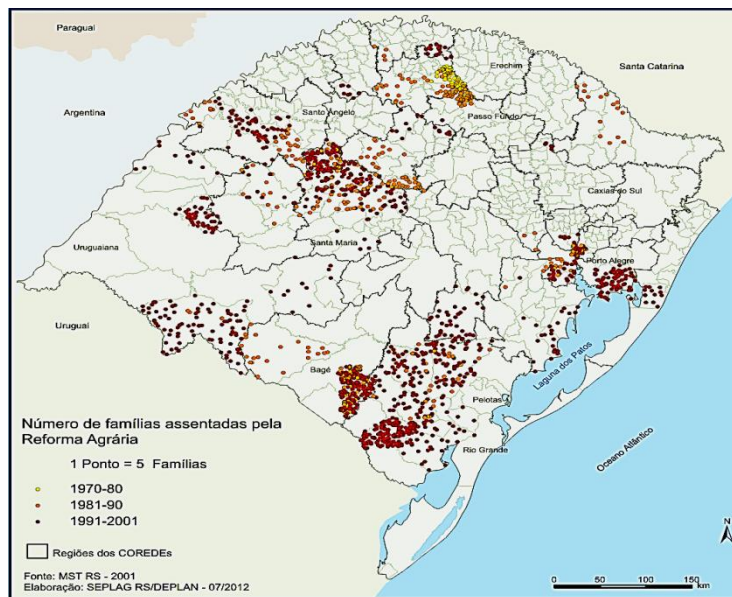 Paraguai
Santa Catarina
Erechim
Argentina
Santo Ângelo
Passo Fundo
Caxias do Sul
Uruguaiana
Santa Maria
Porto Alegre
Uruguai
Bagé
Laguna dos Patos
Pelotas
Rio Grande
Oceano Atlântico
Número de famílias assentadas pela
Reforma Agrária
1 Ponto = 5 Famílias
1970-80
1981-90
1991-2001
Regiões dos COREDEs
Fonte: MST RS - 2001
Elaboração: SEPLAG RS/DEPLAN - 07/2012
N
0 50 100 150
km